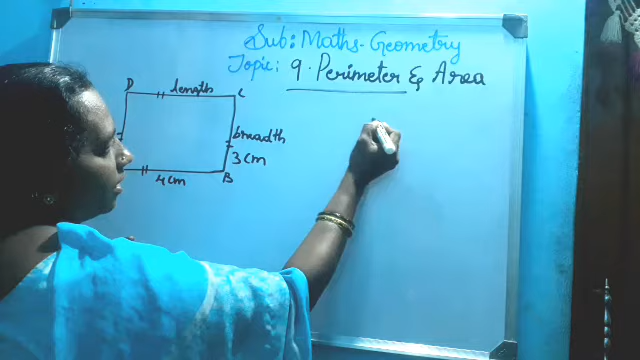 Sub: Maths-Geometry
Topic: 9. Perimeter & Area
D length C
breadth
3cm
4cm B